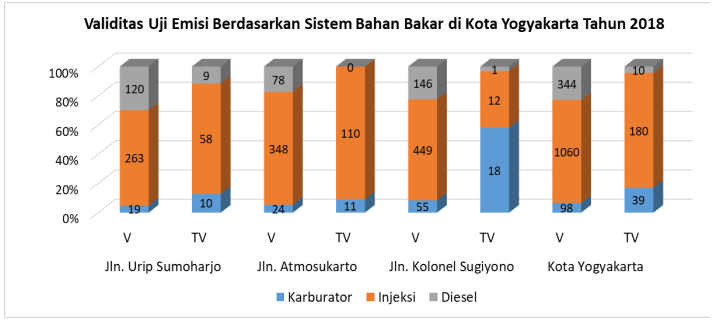 Validitas Uji Emisi Berdasarkan Sistem Bahan Bakar di Kota Yogyakarta Tahun 2018
100%
80%
60%
40%
20%
0%
120 9 78 0 146 1 344 10
263 58 348 110 449 12 1060 180
19 10 24 11 55 18 98 39
V TV V TV V TV V TV
Jln. Urip Sumoharjo Jln. Atmosukarto Jln. Kolonel Sugiyono Kota Yogyakarta
Karburator Injeksi Diesel